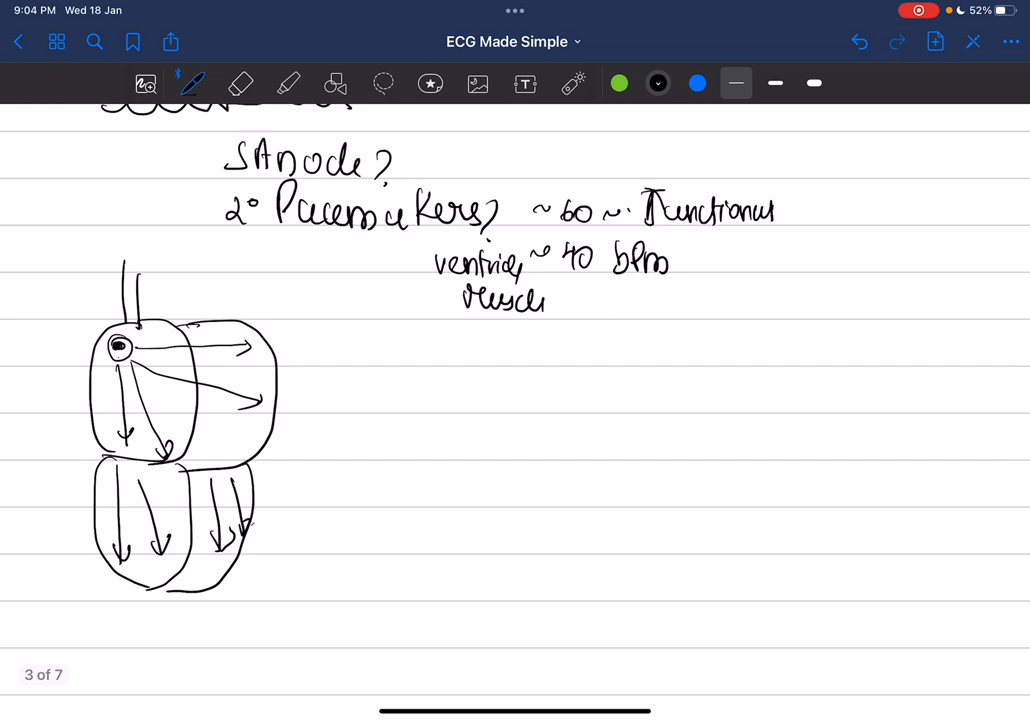 9:04 PM Wed 18 Jan
52%
ECG Made Simple
SA node?
2° Pacemakers? ~ 60 ~ Junctional
ventricle ~ 40 bpm
Muscle
3 of 7